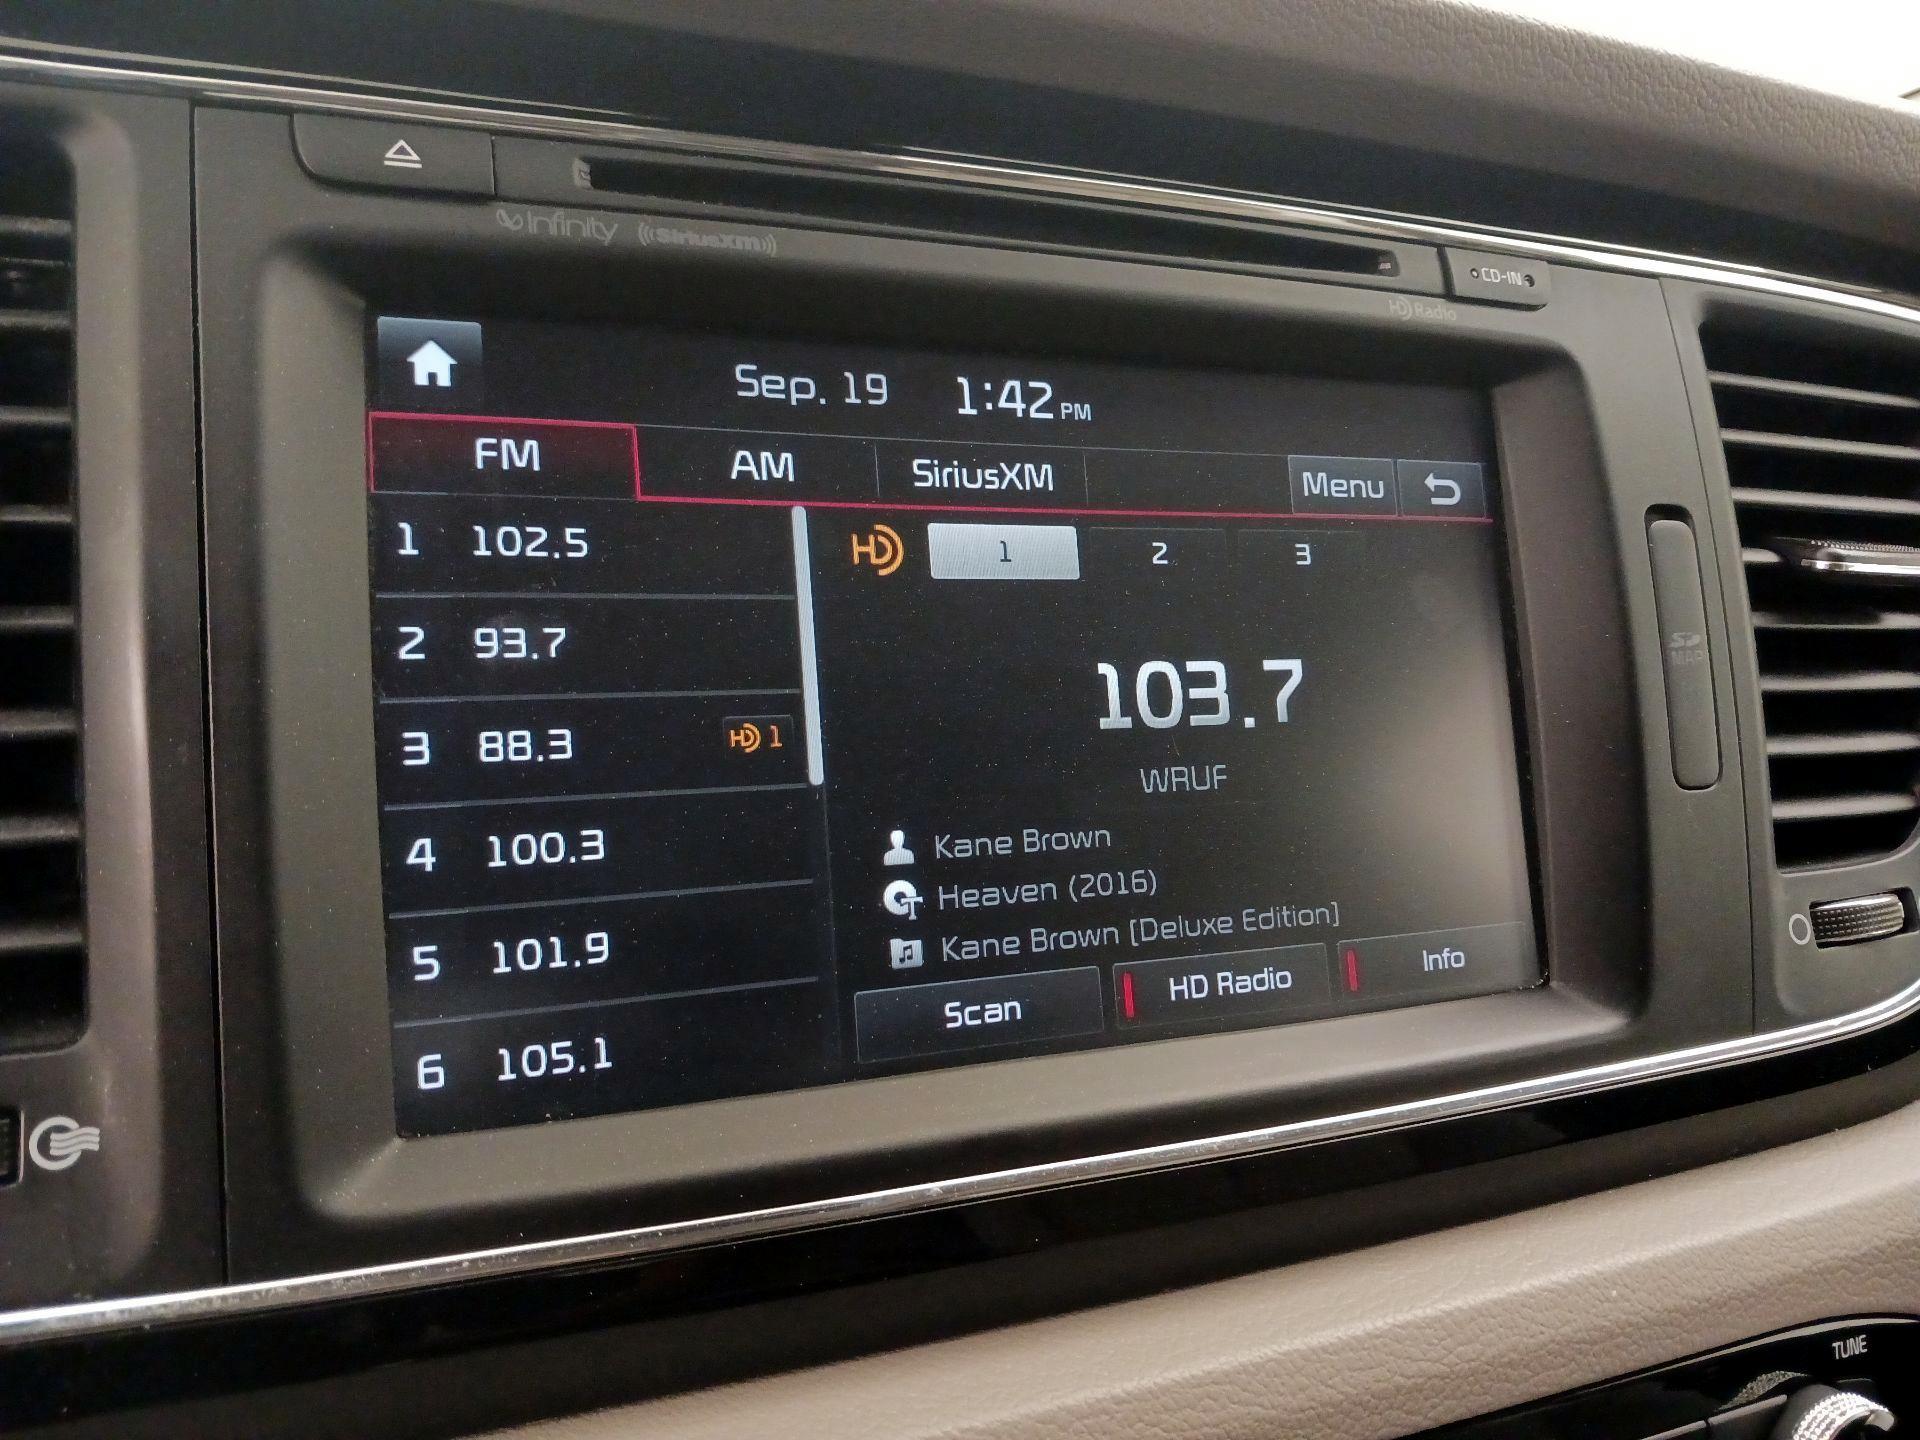 Infinity SiriusXM
CD-IN
HD Radio
Sep. 19 1:42 PM
FM AM SiriusXM Menu
1 102.5
2 93.7
3 88.3 HD 1
4 100.3
5 101.9
6 105.1
HD 1 2 3
103.7
WRUF
Kane Brown
Heaven (2016)
Kane Brown [Deluxe Edition]
Scan HD Radio Info
SD
MAP
TUNE